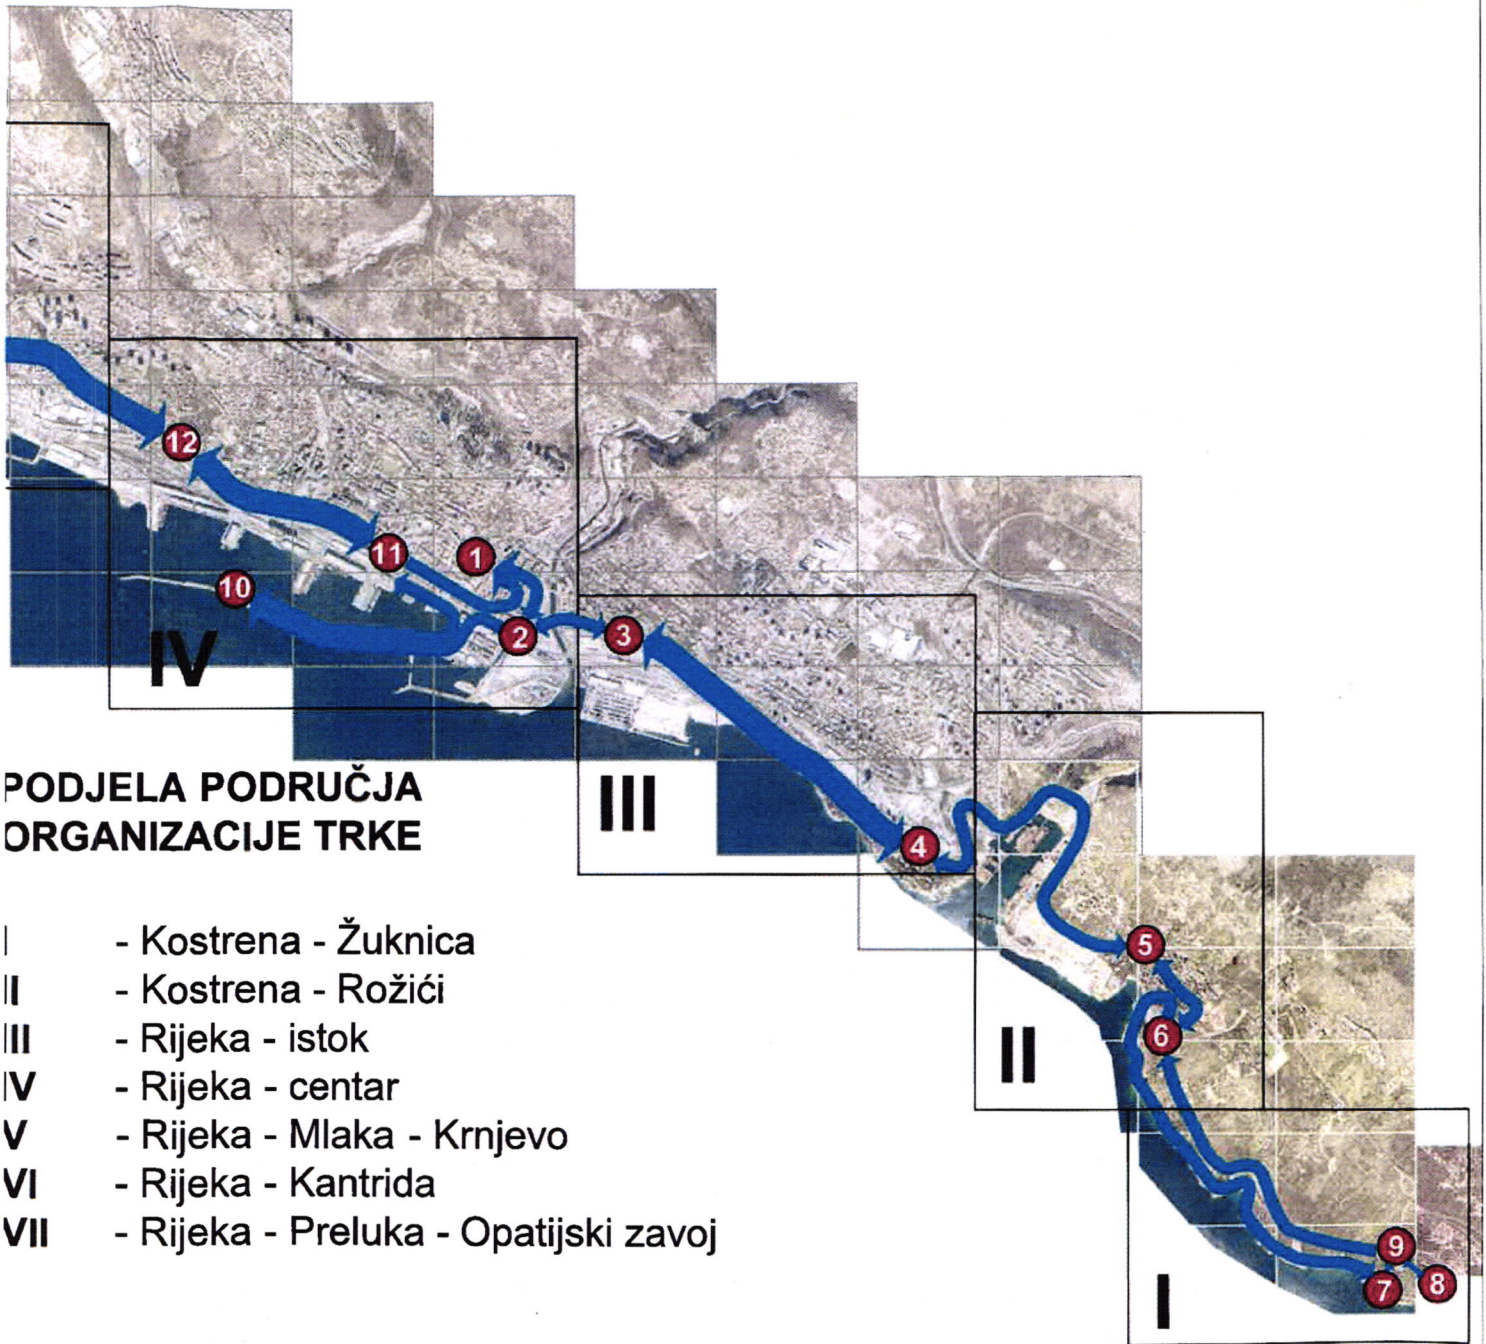 12
11
1
10
2
3
IV
III
4
5
6
II
9
7
8
I
PODJELA PODRUČJA
ORGANIZACIJE TRKE
I - Kostrena - Žuknica
II - Kostrena - Rožići
III - Rijeka - istok
IV - Rijeka - centar
V - Rijeka - Mlaka - Krnjevo
VI - Rijeka - Kantrida
VII - Rijeka - Preluka - Opatijski zavoj